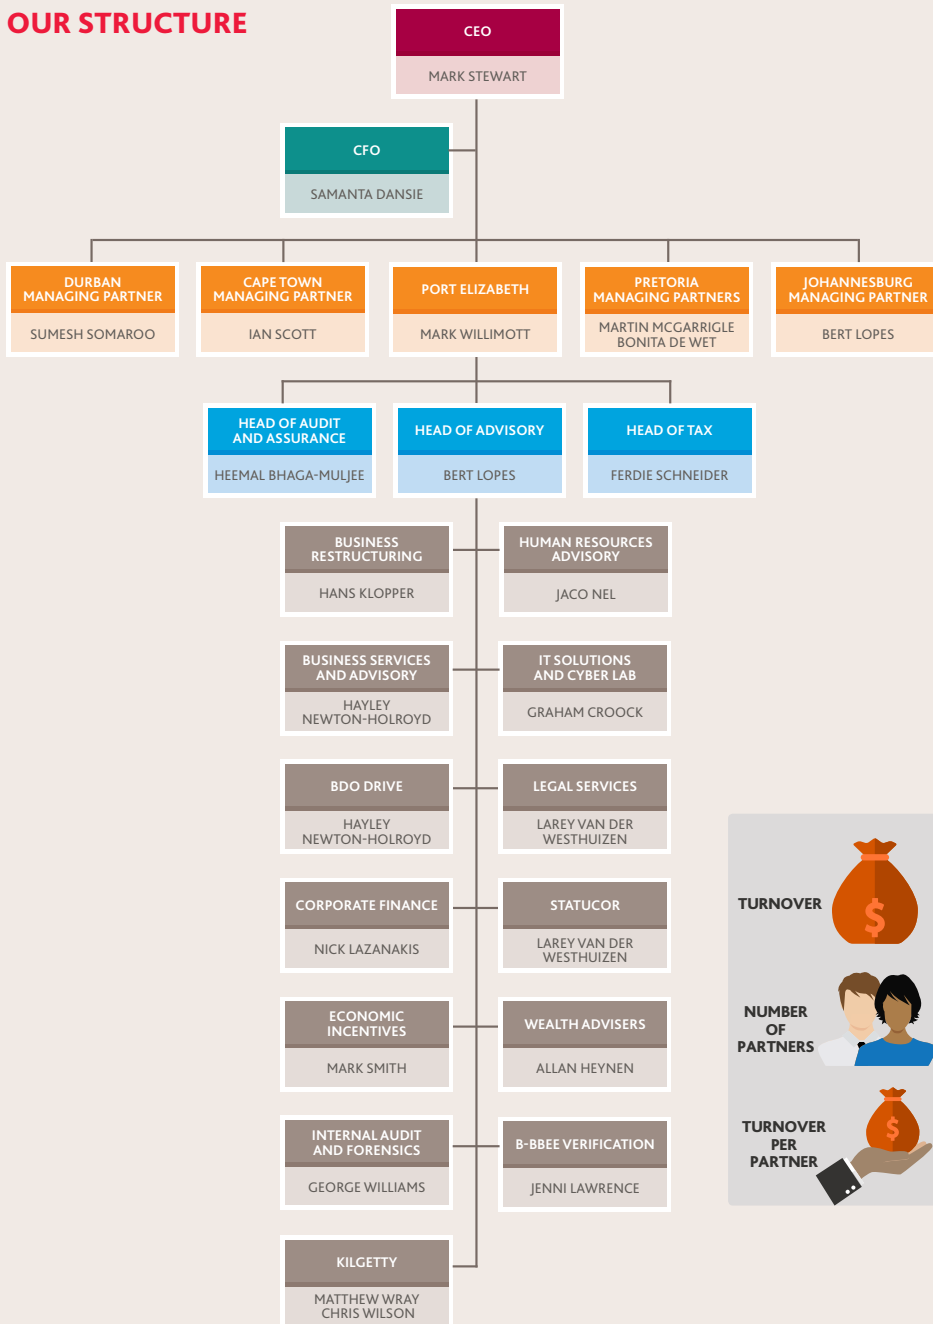 OUR STRUCTURE
CEO
MARK STEWART
CFO
SAMANTA DANSIE
DURBAN
MANAGING PARTNER
SUMESH SOMAROO
CAPE TOWN
MANAGING PARTNER
IAN SCOTT
PORT ELIZABETH
MARK WILLIMOTT
PRETORIA
MANAGING PARTNERS
MARTIN MCGARRIGLE
BONITA DE WET
JOHANNESBURG
MANAGING PARTNER
BERT LOPES
HEAD OF AUDIT
AND ASSURANCE
HEEMAL BHAGA-MULJEE
HEAD OF ADVISORY
BERT LOPES
HEAD OF TAX
FERDIE SCHNEIDER
BUSINESS
RESTRUCTURING
HANS KLOPPER
HUMAN RESOURCES
ADVISORY
JACO NEL
BUSINESS SERVICES
AND ADVISORY
HAYLEY
NEWTON-HOLROYD
IT SOLUTIONS
AND CYBER LAB
GRAHAM CROOCK
BDO DRIVE
HAYLEY
NEWTON-HOLROYD
LEGAL SERVICES
LAREY VAN DER
WESTHUIZEN
CORPORATE FINANCE
NICK LAZANAKIS
STATUCOR
LAREY VAN DER
WESTHUIZEN
ECONOMIC
INCENTIVES
MARK SMITH
WEALTH ADVISERS
ALLAN HEYNEN
INTERNAL AUDIT
AND FORENSICS
GEORGE WILLIAMS
B-BBEE VERIFICATION
JENNI LAWRENCE
KILGETTY
MATTHEW WRAY
CHRIS WILSON
TURNOVER
$
NUMBER
OF
PARTNERS
TURNOVER
PER
PARTNER
$